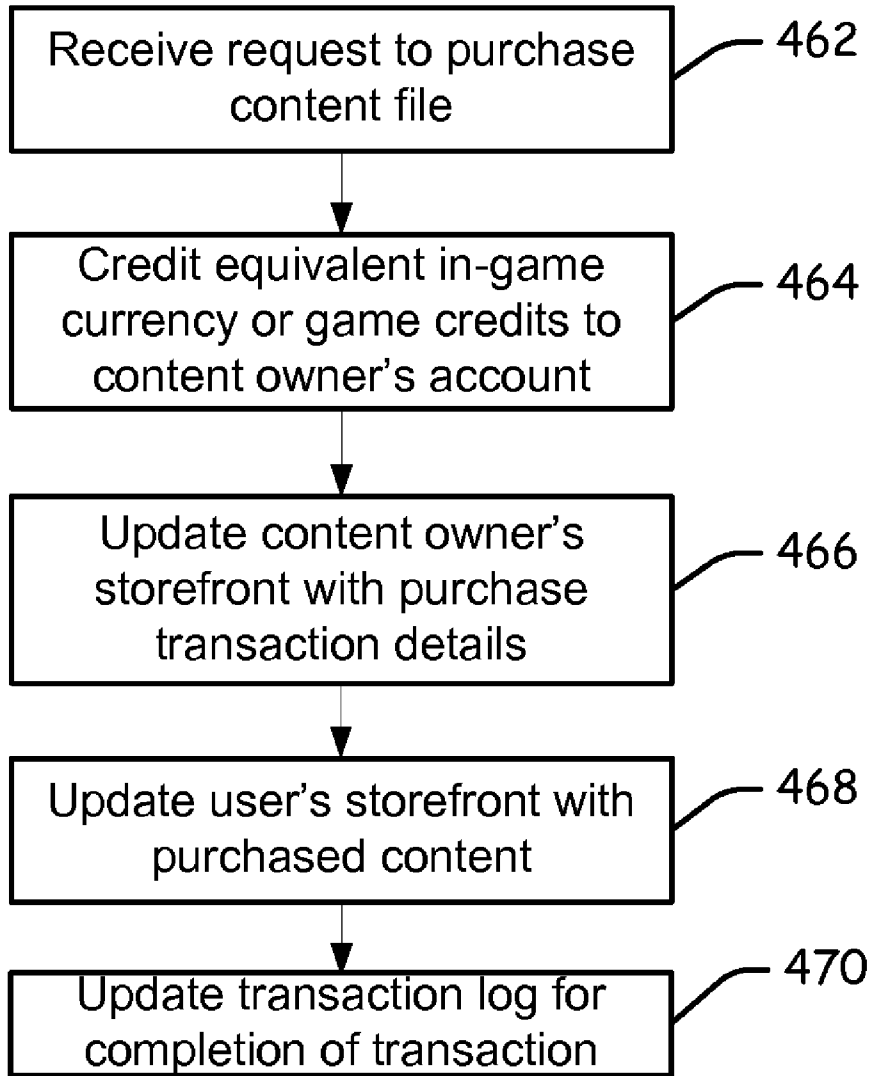 Receive request to purchase
content file
462
Credit equivalent in-game
currency or game credits to
content owner’s account
464
Update content owner’s
storefront with purchase
transaction details
466
Update user’s storefront with
purchased content
468
Update transaction log for
completion of transaction
470